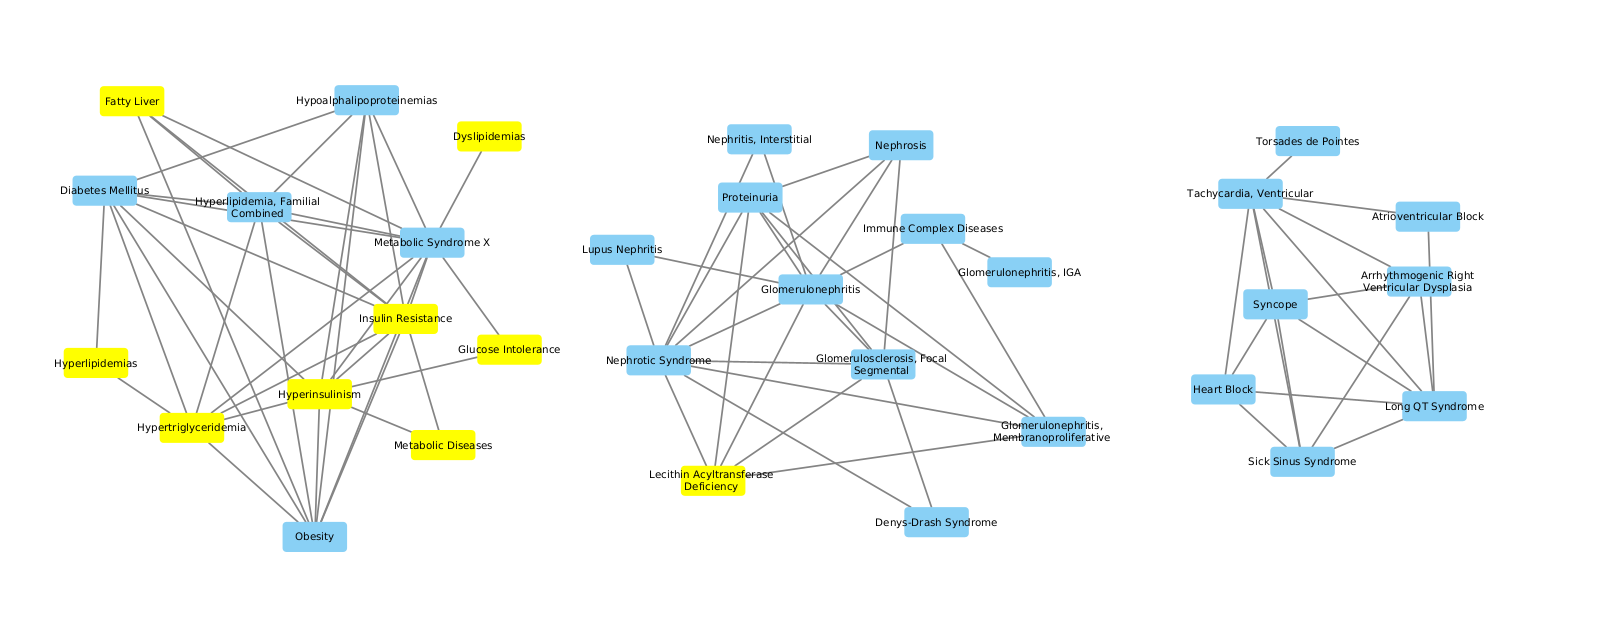 Fatty Liver
Hypoalphalipoproteinemias
Dyslipidemias
Diabetes Mellitus
Hyperlipidemia, Familial
Combined
Metabolic Syndrome X
Insulin Resistance
Glucose Intolerance
Hyperlipidemias
Hyperinsulinism
Hypertriglyceridemia
Metabolic Diseases
Obesity
Nephritis, Interstitial
Nephrosis
Proteinuria
Immune Complex Diseases
Lupus Nephritis
Glomerulonephritis, IGA
Glomerulonephritis
Nephrotic Syndrome
Glomerulosclerosis, Focal
Segmental
Glomerulonephritis,
Membranoproliferative
Lecithin Acyltransferase
Deficiency
Denys-Drash Syndrome
Torsades de Pointes
Tachycardia, Ventricular
Atrioventricular Block
Arrhythmogenic Right
Ventricular Dysplasia
Syncope
Heart Block
Long QT Syndrome
Sick Sinus Syndrome